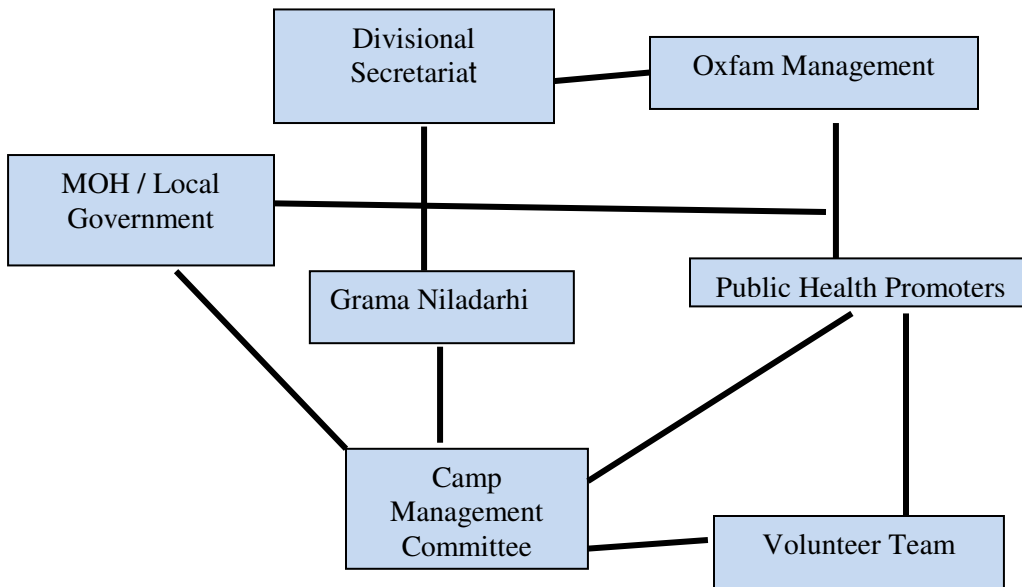 Divisional
Secretariat
Oxfam Management
MOH / Local
Government
Grama Niladarhi
Public Health Promoters
Camp
Management
Committee
Volunteer Team